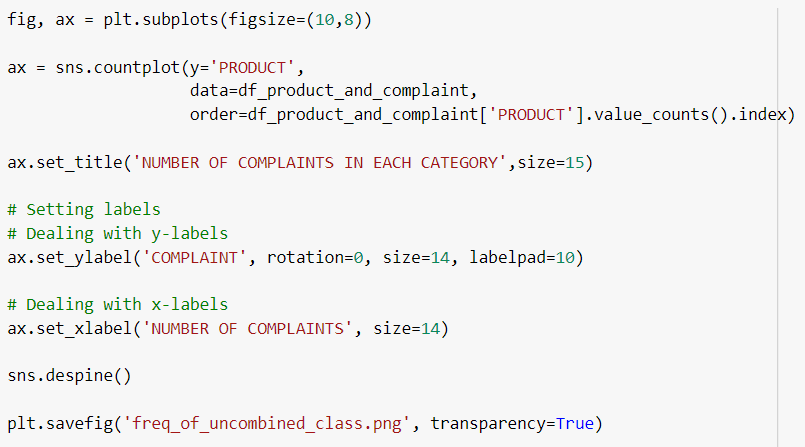 fig, ax = plt.subplots(figsize=(10,8))
ax = sns.countplot(y='PRODUCT',
data=df_product_and_complaint,
order=df_product_and_complaint['PRODUCT'].value_counts().index)
ax.set_title('NUMBER OF COMPLAINTS IN EACH CATEGORY',size=15)
# Setting labels
# Dealing with y-labels
ax.set_ylabel('COMPLAINT', rotation=0, size=14, labelpad=10)
# Dealing with x-labels
ax.set_xlabel('NUMBER OF COMPLAINTS', size=14)
sns.despine()
plt.savefig('freq_of_uncombined_class.png', transparency=True)